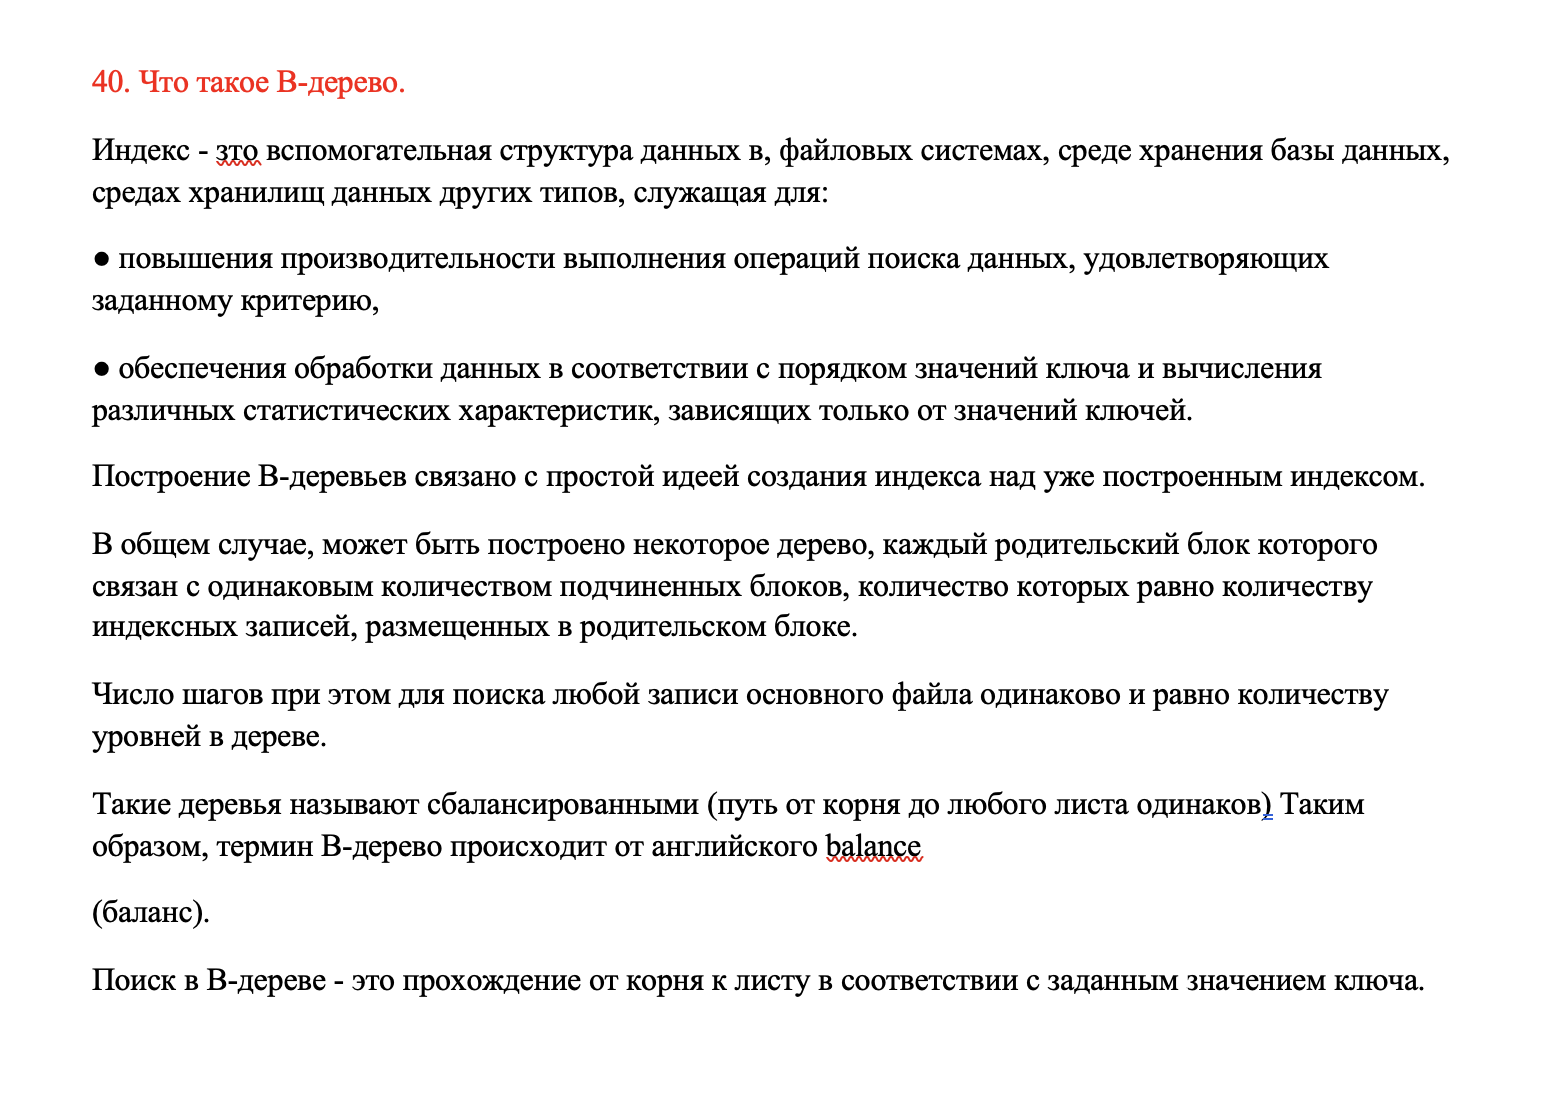 40. Что такое В-дерево.
Индекс - зто вспомогательная структура данных в, файловых системах, среде хранения базы данных,
средах хранилищ данных других типов, служащая для:
● повышения производительности выполнения операций поиска данных, удовлетворяющих
заданному критерию,
● обеспечения обработки данных в соответствии с порядком значений ключа и вычисления
различных статистических характеристик, зависящих только от значений ключей.
Построение В-деревьев связано с простой идеей создания индекса над уже построенным индексом.
В общем случае, может быть построено некоторое дерево, каждый родительский блок которого
связан с одинаковым количеством подчиненных блоков, количество которых равно количеству
индексных записей, размещенных в родительском блоке.
Число шагов при этом для поиска любой записи основного файла одинаково и равно количеству
уровней в дереве.
Такие деревья называют сбалансированными (путь от корня до любого листа одинаков) Таким
образом, термин В-дерево происходит от английского balance
(баланс).
Поиск в В-дереве - это прохождение от корня к листу в соответствии с заданным значением ключа.